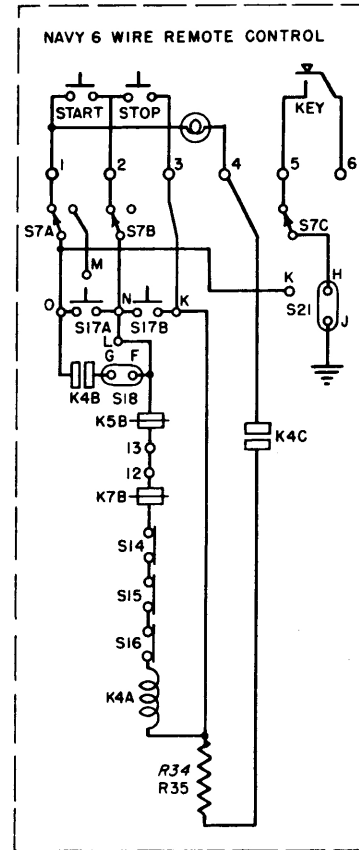 NAVY 6 WIRE REMOTE CONTROL
START STOP
KEY
1 2 3 4 5 6
S7A S7B S7C
M
K H
O N K
S17A S17B S21
L J
G F
K4B S18
K5B
K4C
13
12
K7B
S14
S15
S16
K4A
R34
R35